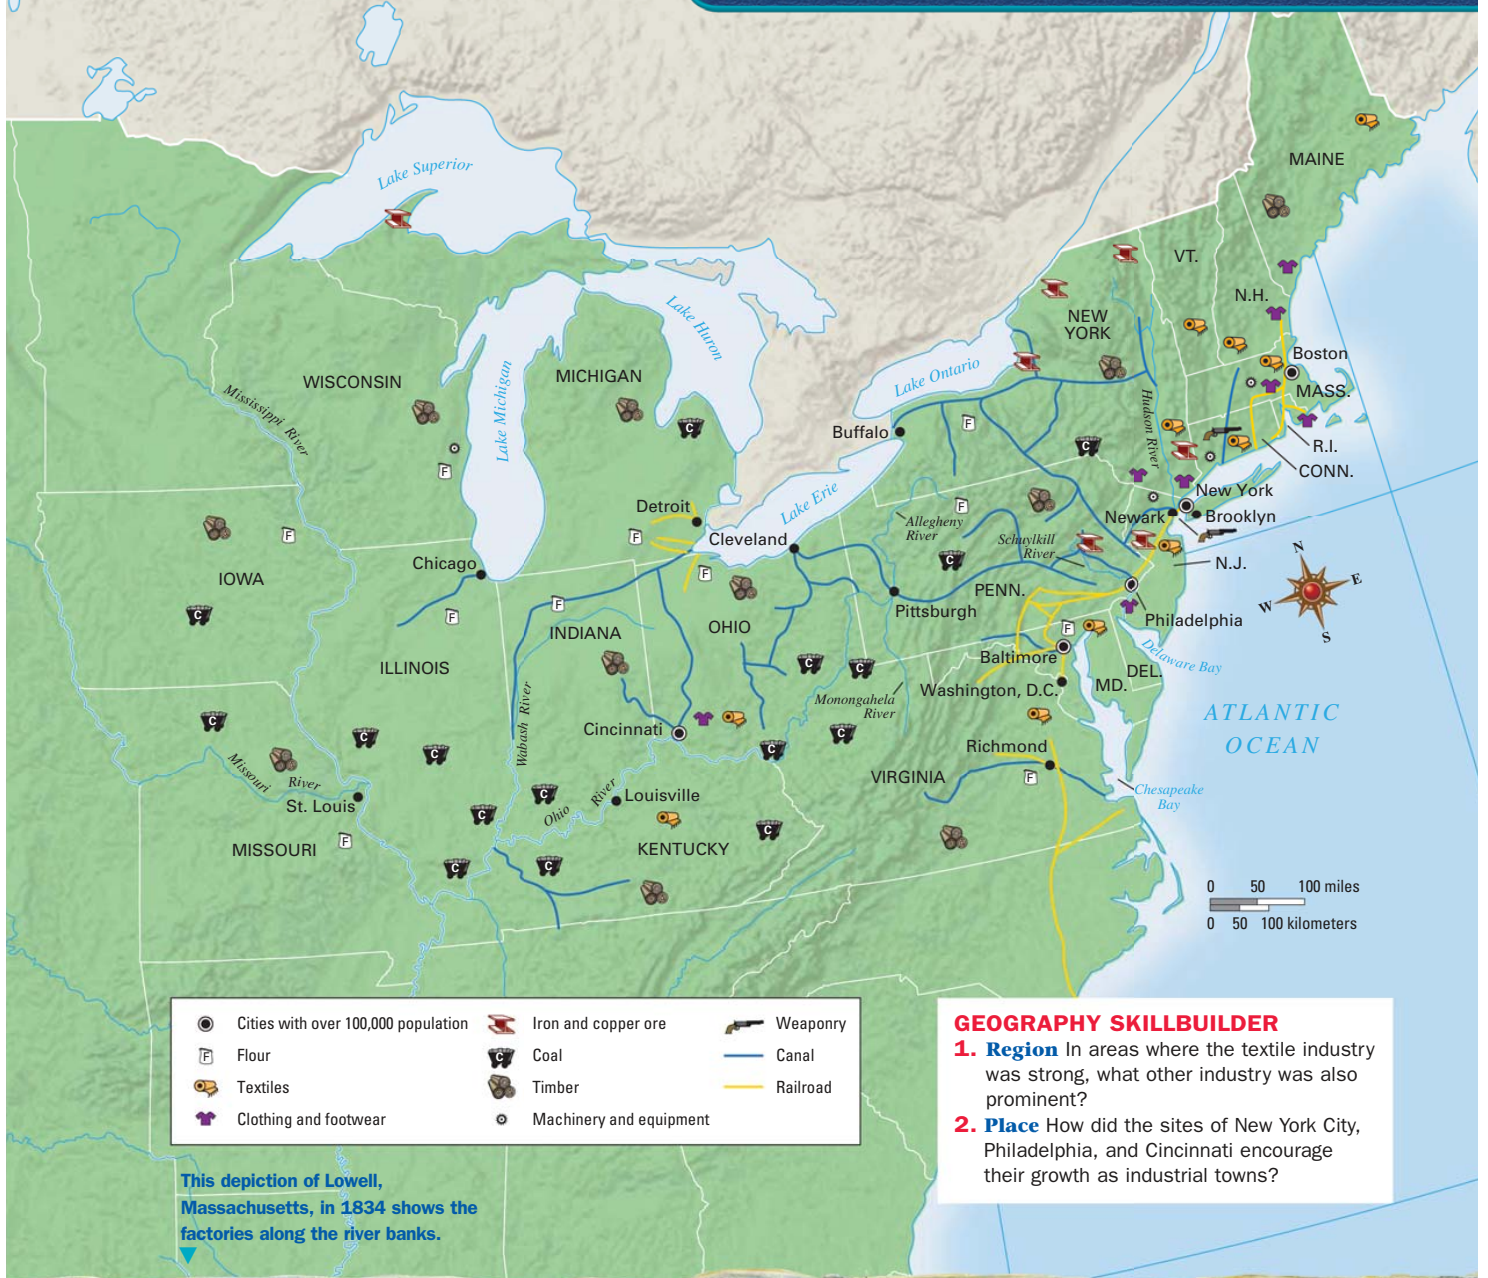 Lake Superior
MAINE
VT.
N.H.
NEW
YORK
Lake Huron
Boston
MASS.
WISCONSIN
MICHIGAN
Lake Michigan
Lake Ontario
Mississippi River
Hudson River
Buffalo
R.I.
CONN.
New York
Brooklyn
Newark
Detroit
Lake Erie
Cleveland
Allegheny
River
Schuylkill
River
N.J.
Chicago
IOWA
PENN.
Pittsburgh
Philadelphia
N
E
W
S
INDIANA
OHIO
ILLINOIS
Baltimore
Delaware Bay
DEL.
MD.
Washington, D.C.
Monongahela
River
Wabash River
ATLANTIC
OCEAN
Cincinnati
Richmond
VIRGINIA
Missouri
River
St. Louis
Ohio
River
Louisville
Chesapeake
Bay
MISSOURI
KENTUCKY
0 50 100 miles
0 50 100 kilometers
Cities with over 100,000 population
F Flour
Textiles
Clothing and footwear
Iron and copper ore
C Coal
Timber
Machinery and equipment
Weaponry
Canal
Railroad
GEOGRAPHY SKILLBUILDER
1. Region In areas where the textile industry
was strong, what other industry was also
prominent?
2. Place How did the sites of New York City,
Philadelphia, and Cincinnati encourage
their growth as industrial towns?
This depiction of Lowell,
Massachusetts, in 1834 shows the
factories along the river banks.